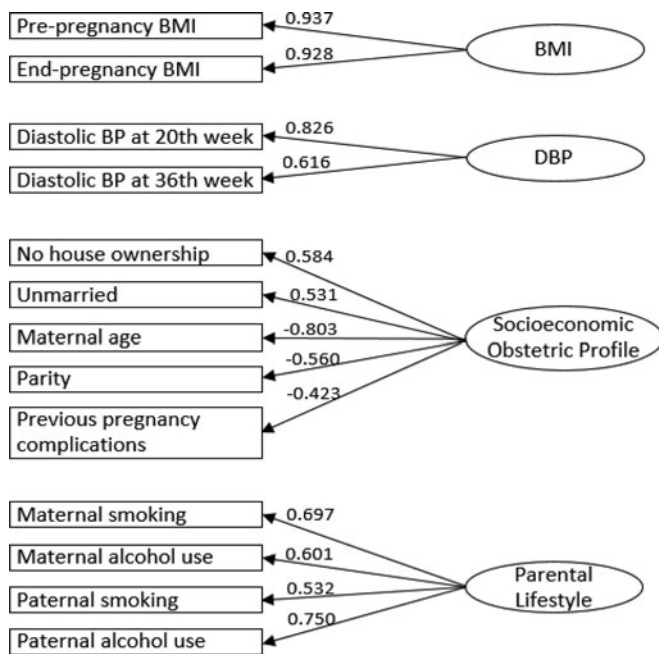 Pre-pregnancy BMI
0.937
End-pregnancy BMI
0.928
BMI
Diastolic BP at 20th week
0.826
Diastolic BP at 36th week
0.616
DBP
No house ownership
0.584
Unmarried
0.531
Maternal age
-0.803
Parity
-0.560
Previous pregnancy
complications
-0.423
Socioeconomic
Obstetric Profile
Maternal smoking
0.697
Maternal alcohol use
0.601
Paternal smoking
0.532
Paternal alcohol use
0.750
Parental
Lifestyle